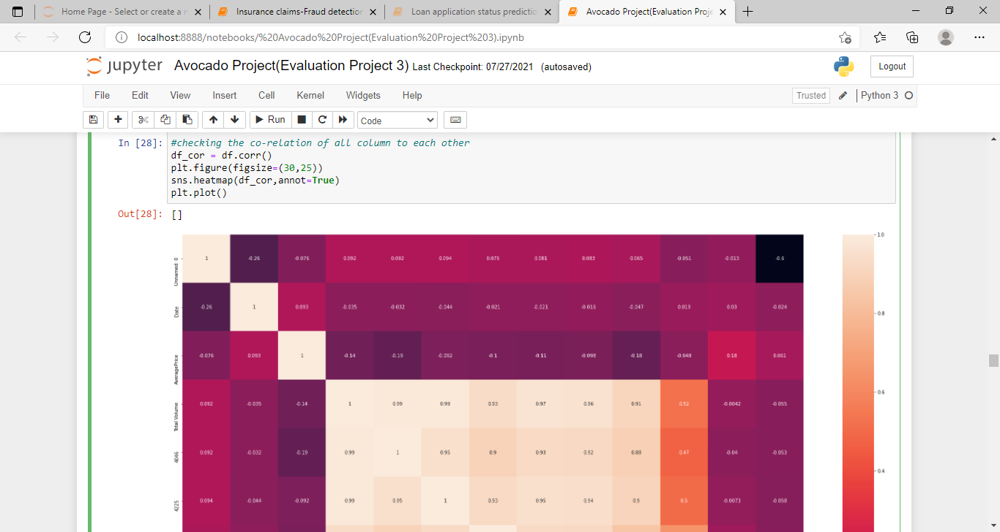 Home Page - Select or create a n
Insurance claims-Fraud detection
Loan application status predictio
Avocado Project(Evaluation Proje
localhost:8888/notebooks/%20Avocado%20Project(Evaluation%20Project%203).ipynb
jupyter Avocado Project(Evaluation Project 3) Last Checkpoint: 07/27/2021 (autosaved)
Logout
File Edit View Insert Cell Kernel Widgets Help
Trusted Python 3
Run Code
In [28]: #checking the co-relation of all column to each other
df_cor = df.corr()
plt.figure(figsize=(30,25))
sns.heatmap(df_cor,annot=True)
plt.plot()
Out[28]: []
Unnamed: 0 1 -0.26 -0.076 0.092 0.092 0.094 0.076 0.081 0.083 0.065 -0.051 -0.013 -0.6
Date -0.26 1 0.093 -0.035 -0.032 -0.044 -0.021 -0.021 -0.016 -0.047 0.019 0.03 -0.024
AveragePrice -0.076 0.093 1 -0.14 -0.19 -0.092 -0.1 -0.11 -0.098 -0.18 -0.048 0.18 0.061
Total Volume 0.092 -0.035 -0.14 1 0.99 0.99 0.93 0.97 0.96 0.91 0.52 -0.0042 -0.055
4046 0.092 -0.032 -0.19 0.99 1 0.95 0.9 0.93 0.92 0.88 0.47 -0.04 -0.053
4225 0.094 -0.044 -0.092 0.99 0.95 1 0.93 0.95 0.94 0.9 0.5 -0.0073 -0.058
1.0
0.8
0.6
0.4